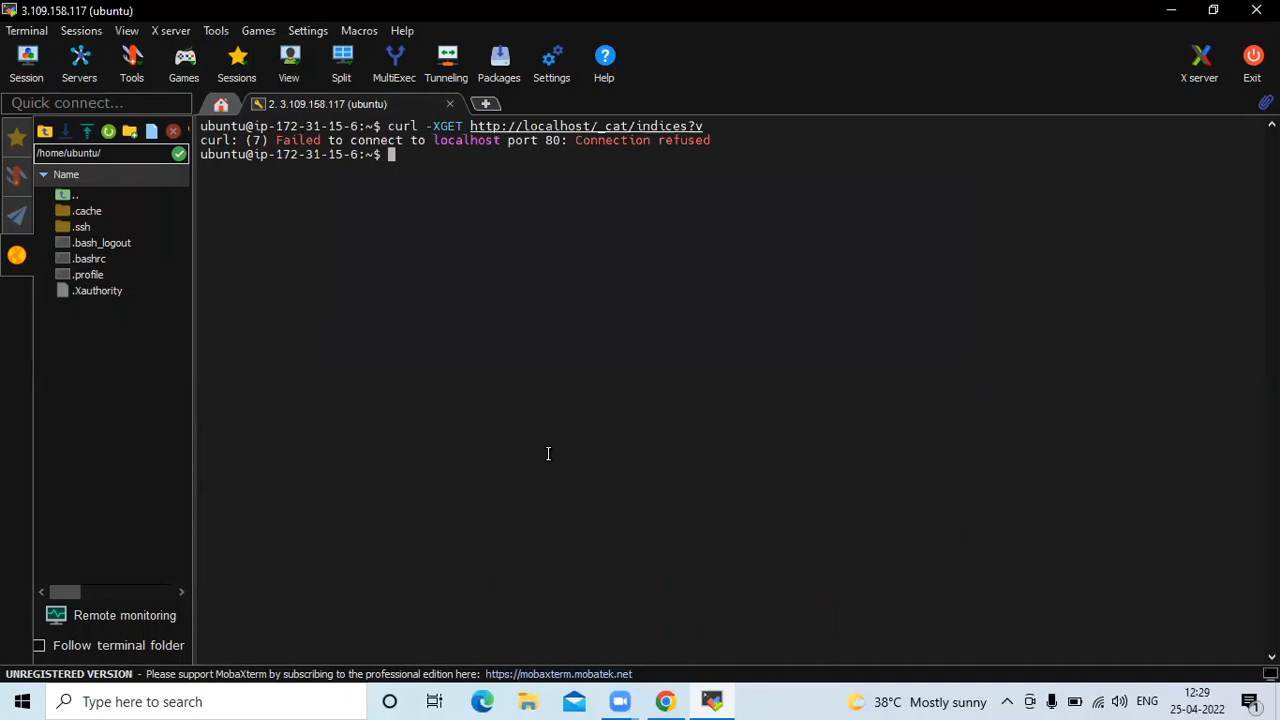 3.109.158.117 (ubuntu)
Terminal Sessions View X server Tools Games Settings Macros Help
Session Servers Tools Games Sessions View Split MultiExec Tunneling Packages Settings Help X server Exit
Quick connect...
2. 3.109.158.117 (ubuntu)
/home/ubuntu/
Name
..
.cache
.ssh
.bash_logout
.bashrc
.profile
.Xauthority
ubuntu@ip-172-31-15-6:~$ curl -XGET http://localhost/_cat/indices?v
curl: (7) Failed to connect to localhost port 80: Connection refused
ubuntu@ip-172-31-15-6:~$
Remote monitoring
Follow terminal folder
UNREGISTERED VERSION - Please support MobaXterm by subscribing to the professional edition here: https://mobaxterm.mobatek.net
Type here to search
38°C Mostly sunny
ENG
12:29
25-04-2022
1